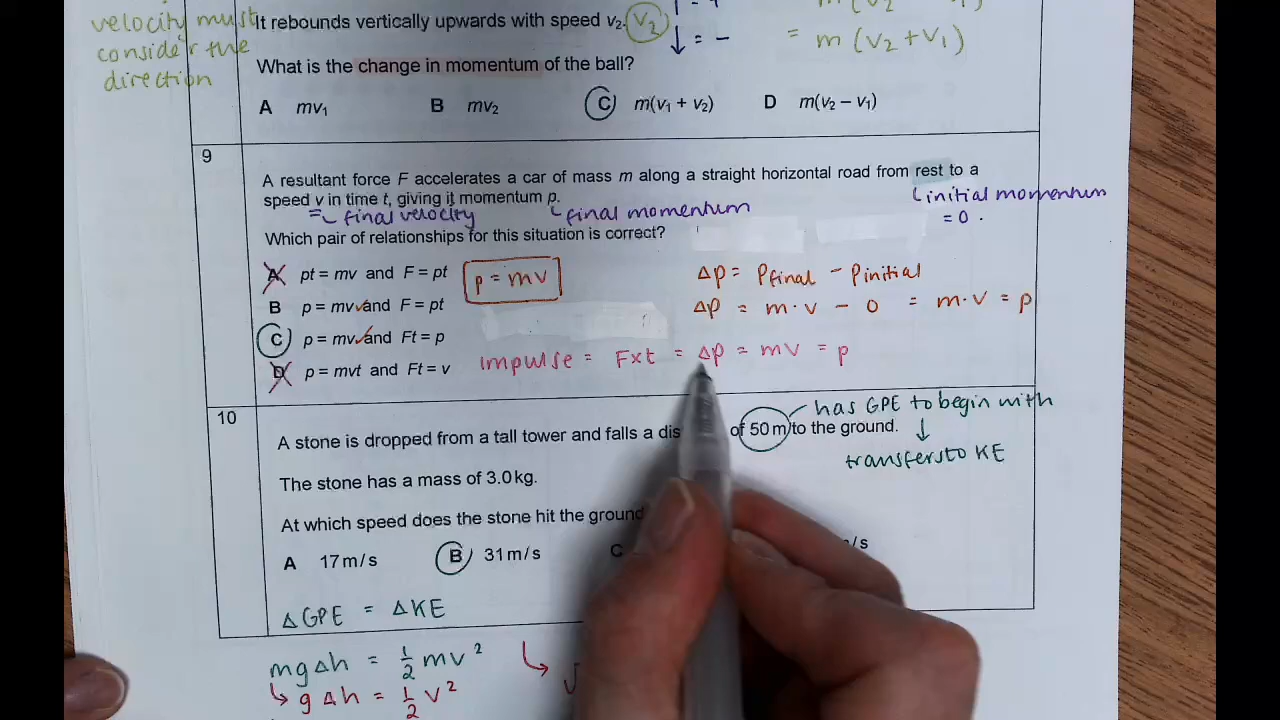 velocity must
consider the
direction
It rebounds vertically upwards with speed v₂. v₂
↓ = −
= m (v₂ + v₁)
What is the change in momentum of the ball?
A mv₁ B mv₂ C m(v₁ + v₂) D m(v₂ − v₁)
9
A resultant force F accelerates a car of mass m along a straight horizontal road from rest to a
speed v in time t, giving it momentum p.
final velocity
final momentum
initial momentum
= 0.
Which pair of relationships for this situation is correct?
A pt = mv and F = pt
p = mv
Δp = Pfinal − Pinitial
B p = mv ✓ and F = pt
Δp = m·v − 0 = m·v = p
C p = mv ✓ and Ft = p
Impulse = F×t = Δp = mv = p
D p = mvt and Ft = v
10
has GPE to begin with
A stone is dropped from a tall tower and falls a dis of 50 m to the ground.
↓
transfers to KE
The stone has a mass of 3.0 kg.
At which speed does the stone hit the ground
A 17 m/s B 31 m/s C /s
ΔGPE = ΔKE
mgΔh = ½ mv²
↳ gΔh = ½ v²